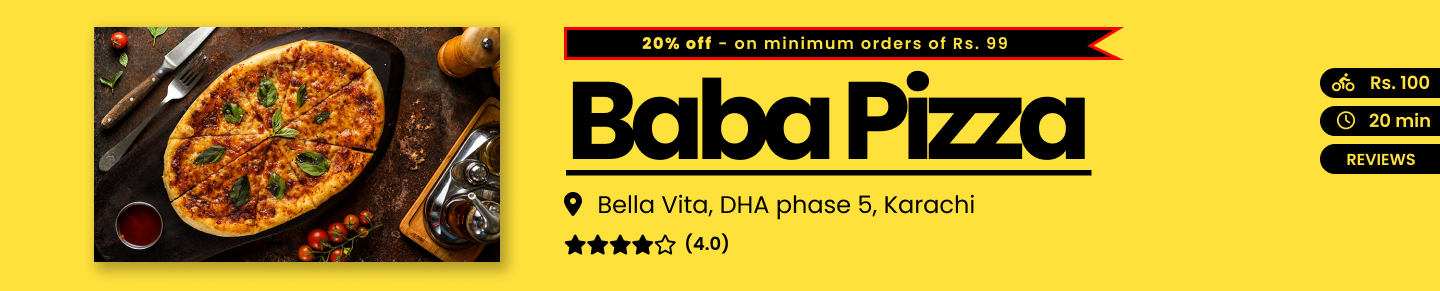 20% off - on minimum orders of Rs. 99
Baba Pizza
Bella Vita, DHA phase 5, Karachi
(4.0)
Rs. 100
20 min
REVIEWS